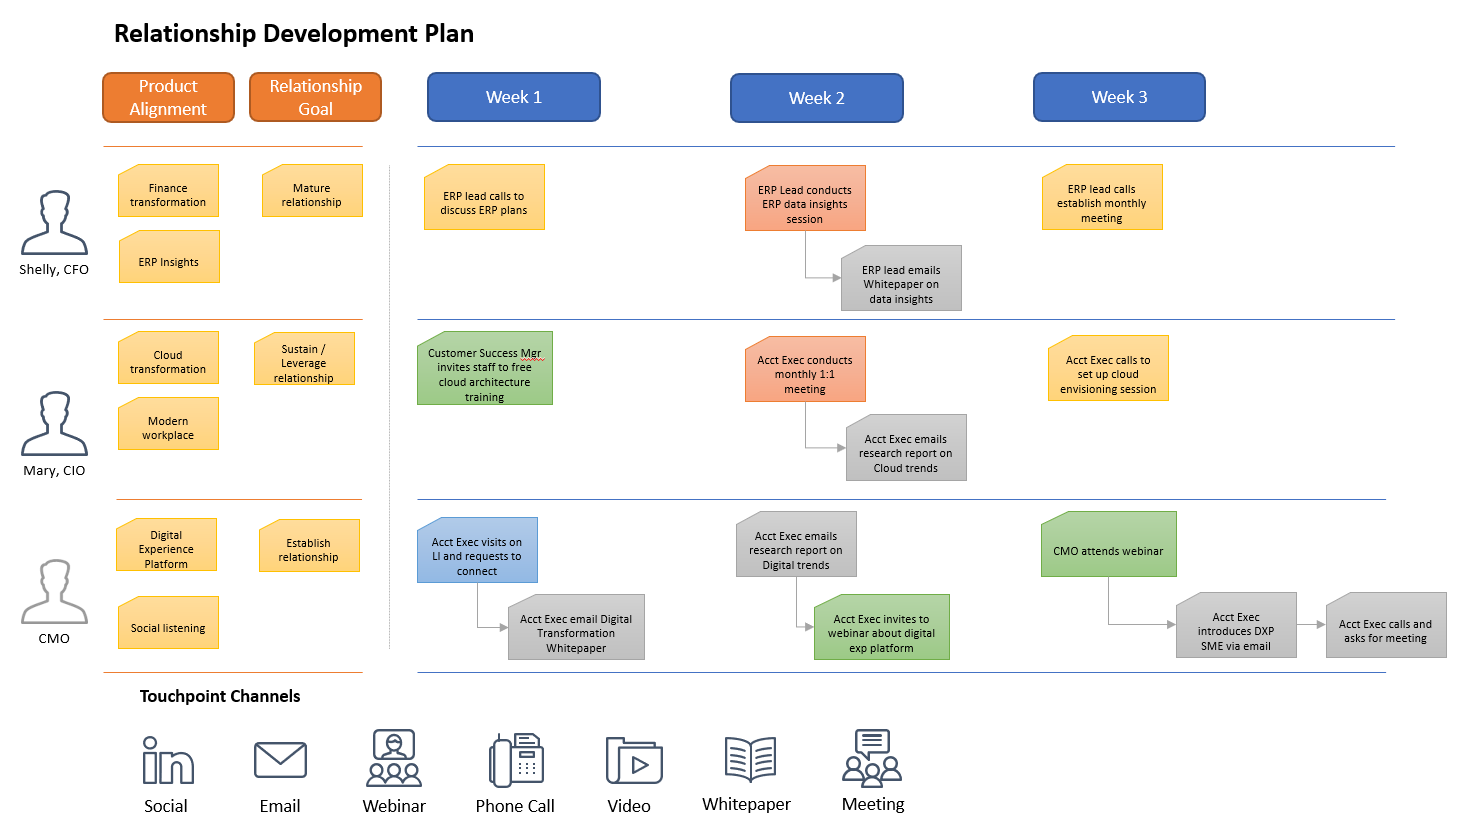 Relationship Development Plan
Product
Alignment
Relationship
Goal
Week 1
Week 2
Week 3
Shelly, CFO
Finance
transformation
ERP Insights
Mature
relationship
ERP lead calls to
discuss ERP plans
ERP Lead conducts
ERP data insights
session
ERP lead emails
Whitepaper on
data insights
ERP lead calls
establish monthly
meeting
Mary, CIO
Cloud
transformation
Modern
workplace
Sustain /
Leverage
relationship
Customer Success Mgr
invites staff to free
cloud architecture
training
Acct Exec conducts
monthly 1:1
meeting
Acct Exec emails
research report on
Cloud trends
Acct Exec calls to
set up cloud
envisioning session
CMO
Digital
Experience
Platform
Social listening
Establish
relationship
Acct Exec visits on
LI and requests to
connect
Acct Exec email Digital
Transformation
Whitepaper
Acct Exec emails
research report on
Digital trends
Acct Exec invites to
webinar about digital
exp platform
CMO attends webinar
Acct Exec
introduces DXP
SME via email
Acct Exec calls and
asks for meeting
Touchpoint Channels
in
Social
Email
Webinar
Phone Call
Video
Whitepaper
Meeting